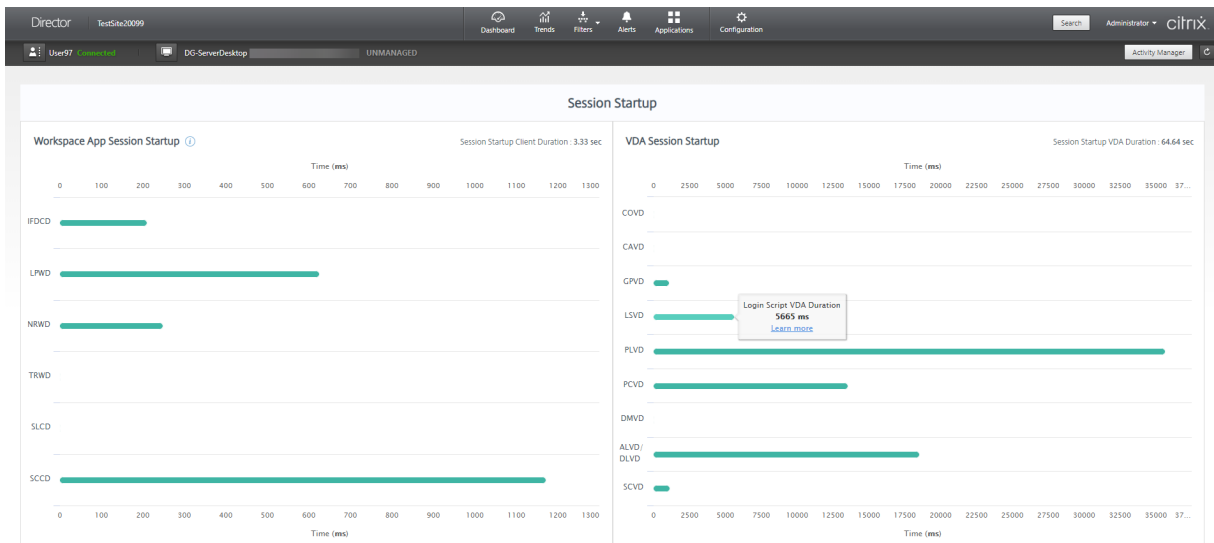 Director TestSite20099 Dashboard Trends Filters Alerts Applications Configuration Search Administrator citrix
User97 Connected DG-ServerDesktop UNMANAGED Activity Manager
Session Startup
Workspace App Session Startup Session Startup Client Duration : 3.33 sec
Time (ms)
0 100 200 300 400 500 600 700 800 900 1000 1100 1200 1300
IFDCD
LPWD
NRWD
TRWD
SLCD
SCCD
0 100 200 300 400 500 600 700 800 900 1000 1100 1200 1300
Time (ms)
VDA Session Startup Session Startup VDA Duration : 64.64 sec
Time (ms)
0 2500 5000 7500 10000 12500 15000 17500 20000 22500 25000 27500 30000 32500 35000 37...
COVD
CAVD
GPVD
Login Script VDA Duration
LSVD 5665 ms
Learn more
PLVD
PCVD
DMVD
ALVD/
DLVD
SCVD
0 2500 5000 7500 10000 12500 15000 17500 20000 22500 25000 27500 30000 32500 35000 37...
Time (ms)